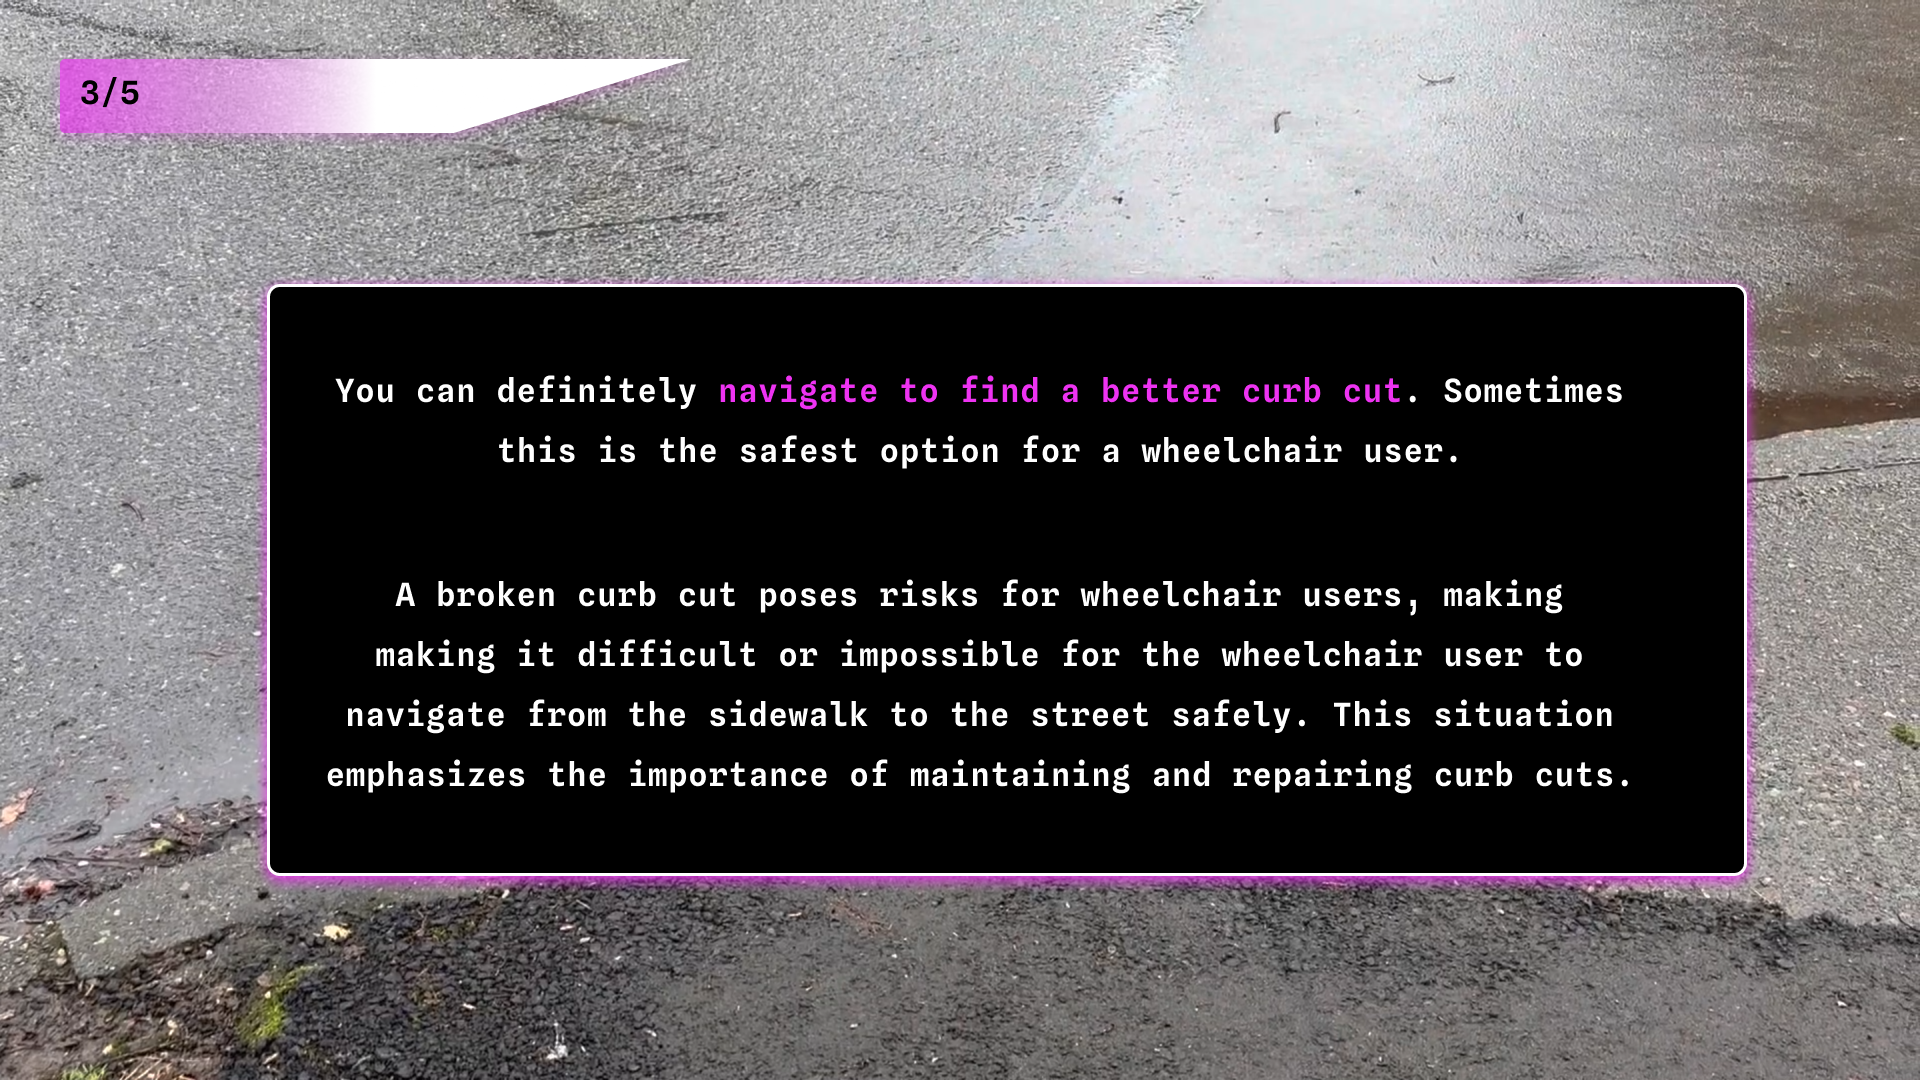 3/5
You can definitely navigate to find a better curb cut. Sometimes
this is the safest option for a wheelchair user.
A broken curb cut poses risks for wheelchair users, making
making it difficult or impossible for the wheelchair user to
navigate from the sidewalk to the street safely. This situation
emphasizes the importance of maintaining and repairing curb cuts.